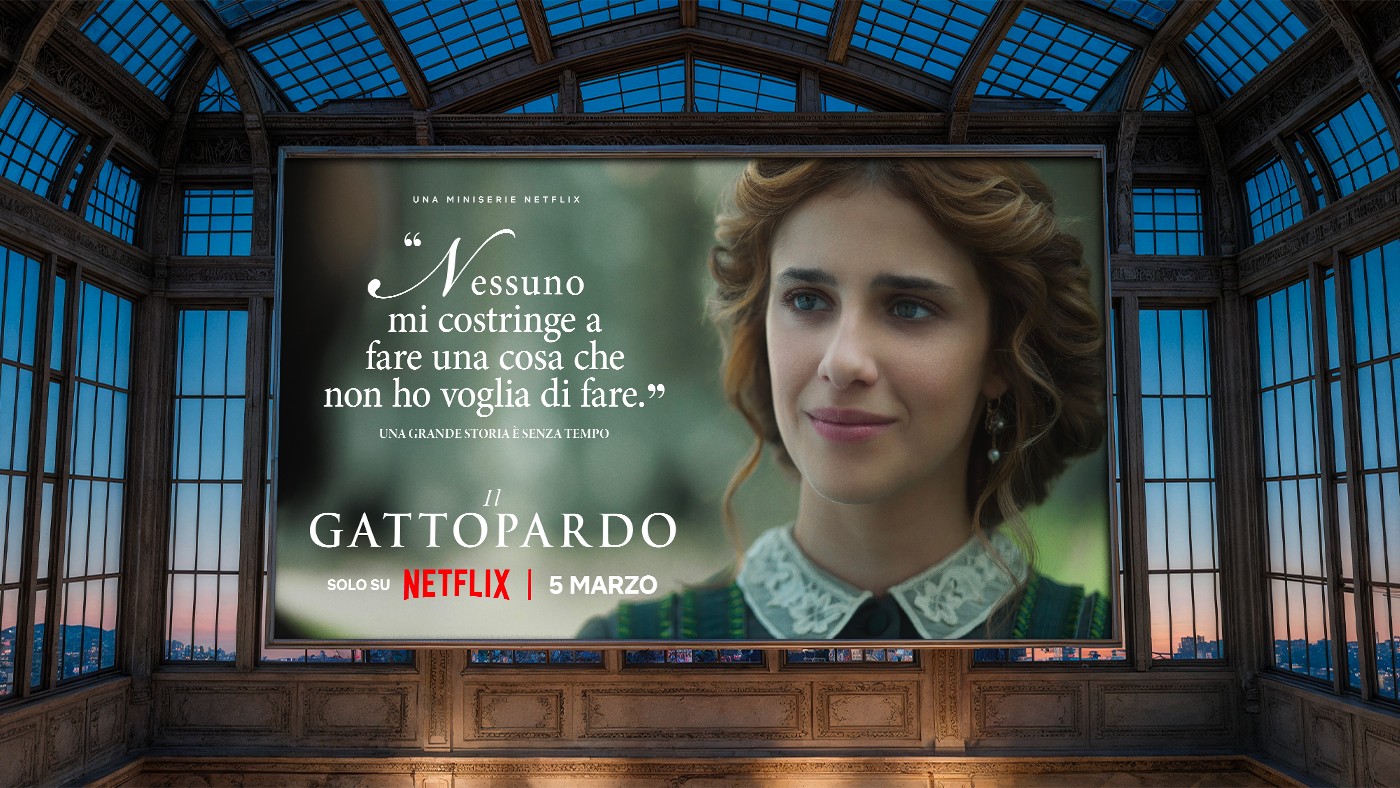 UNA MINISERIE NETFLIX
“Nessuno
mi costringe a
fare una cosa che
non ho voglia di fare.”
UNA GRANDE STORIA È SENZA TEMPO
Il
GATTOPARDO
SOLO SU NETFLIX | 5 MARZO